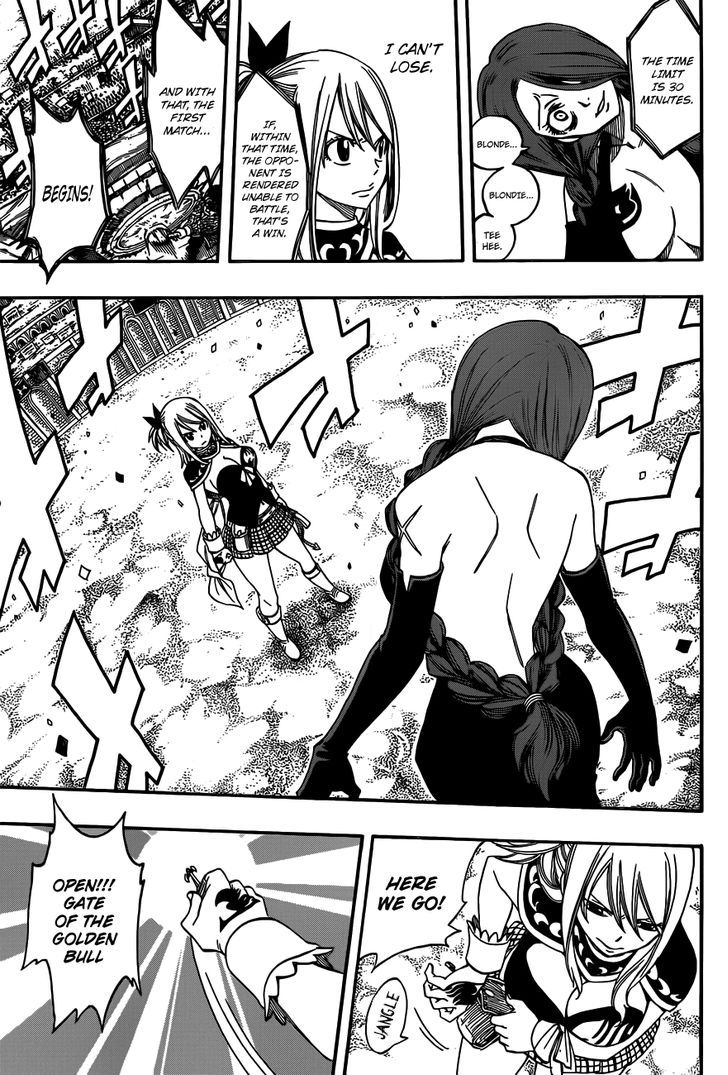 THE TIME
LIMIT
IS 30
MINUTES.
BLONDE...
BLONDIE...
TEE
HEE.
I CAN'T
LOSE.
IF,
WITHIN
THAT TIME,
THE OPPO-
NENT IS
RENDERED
UNABLE TO
BATTLE,
THAT'S
A WIN.
AND WITH
THAT, THE
FIRST
MATCH...
BEGINS!
HERE
WE GO!
JANGLE
OPEN!!!
GATE
OF THE
GOLDEN
BULL